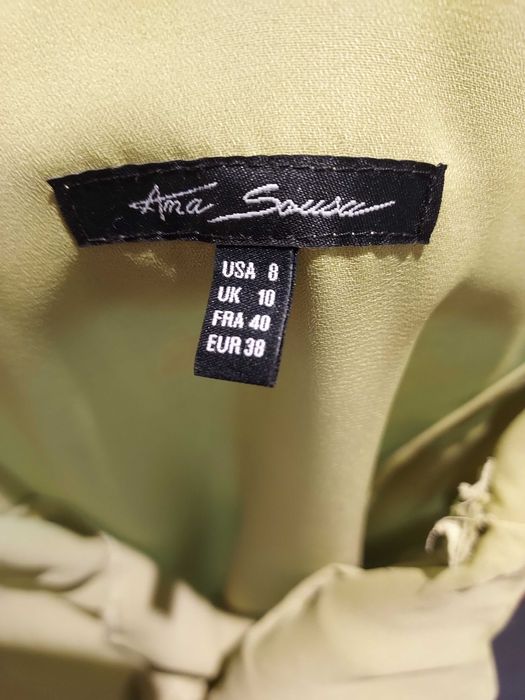 Ana Sousa
USA 8
UK 10
FRA 40
EUR 38